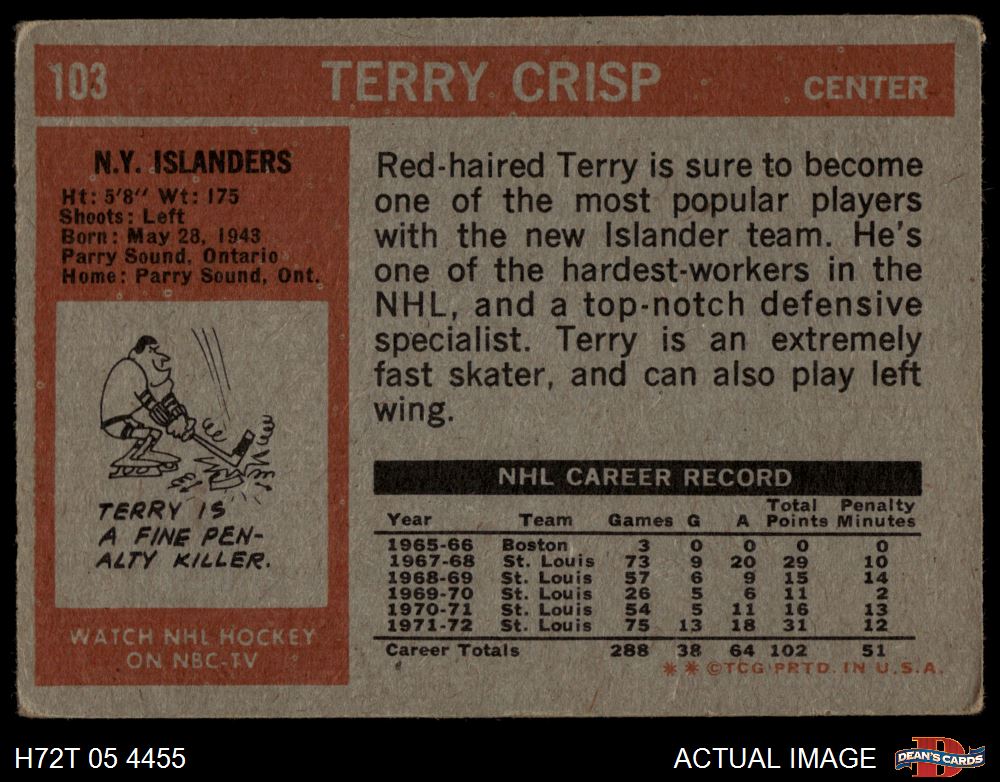 103 TERRY CRISP CENTER
N.Y. ISLANDERS
Ht: 5'8" Wt: 175
Shoots: Left
Born: May 28, 1943
Parry Sound, Ontario
Home: Parry Sound, Ont.
TERRY IS
A FINE PEN-
ALTY KILLER.
WATCH NHL HOCKEY
ON NBC-TV
Red-haired Terry is sure to become
one of the most popular players
with the new Islander team. He's
one of the hardest-workers in the
NHL, and a top-notch defensive
specialist. Terry is an extremely
fast skater, and can also play left
wing.
NHL CAREER RECORD
Year Team Games G A Total Points Penalty Minutes
1965-66 Boston 3 0 0 0 0
1967-68 St. Louis 73 9 20 29 10
1968-69 St. Louis 57 6 9 15 14
1969-70 St. Louis 26 5 6 11 2
1970-71 St. Louis 54 5 11 16 13
1971-72 St. Louis 75 13 18 31 12
Career Totals 288 38 64 102 51
* * ©TCG PRTD. IN U.S.A.
H72T 05 4455 ACTUAL IMAGE
D
DEAN'S CARDS